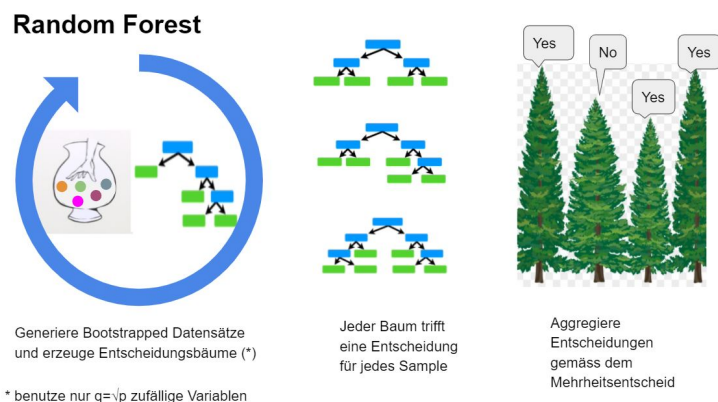 Random Forest
Yes
No
Yes
Yes
Generiere Bootstrapped Datensätze
und erzeuge Entscheidungsbäume (*)
* benutze nur q=√p zufällige Variablen
Jeder Baum trifft
eine Entscheidung
für jedes Sample
Aggregiere
Entscheidungen
gemäss dem
Mehrheitsentscheid